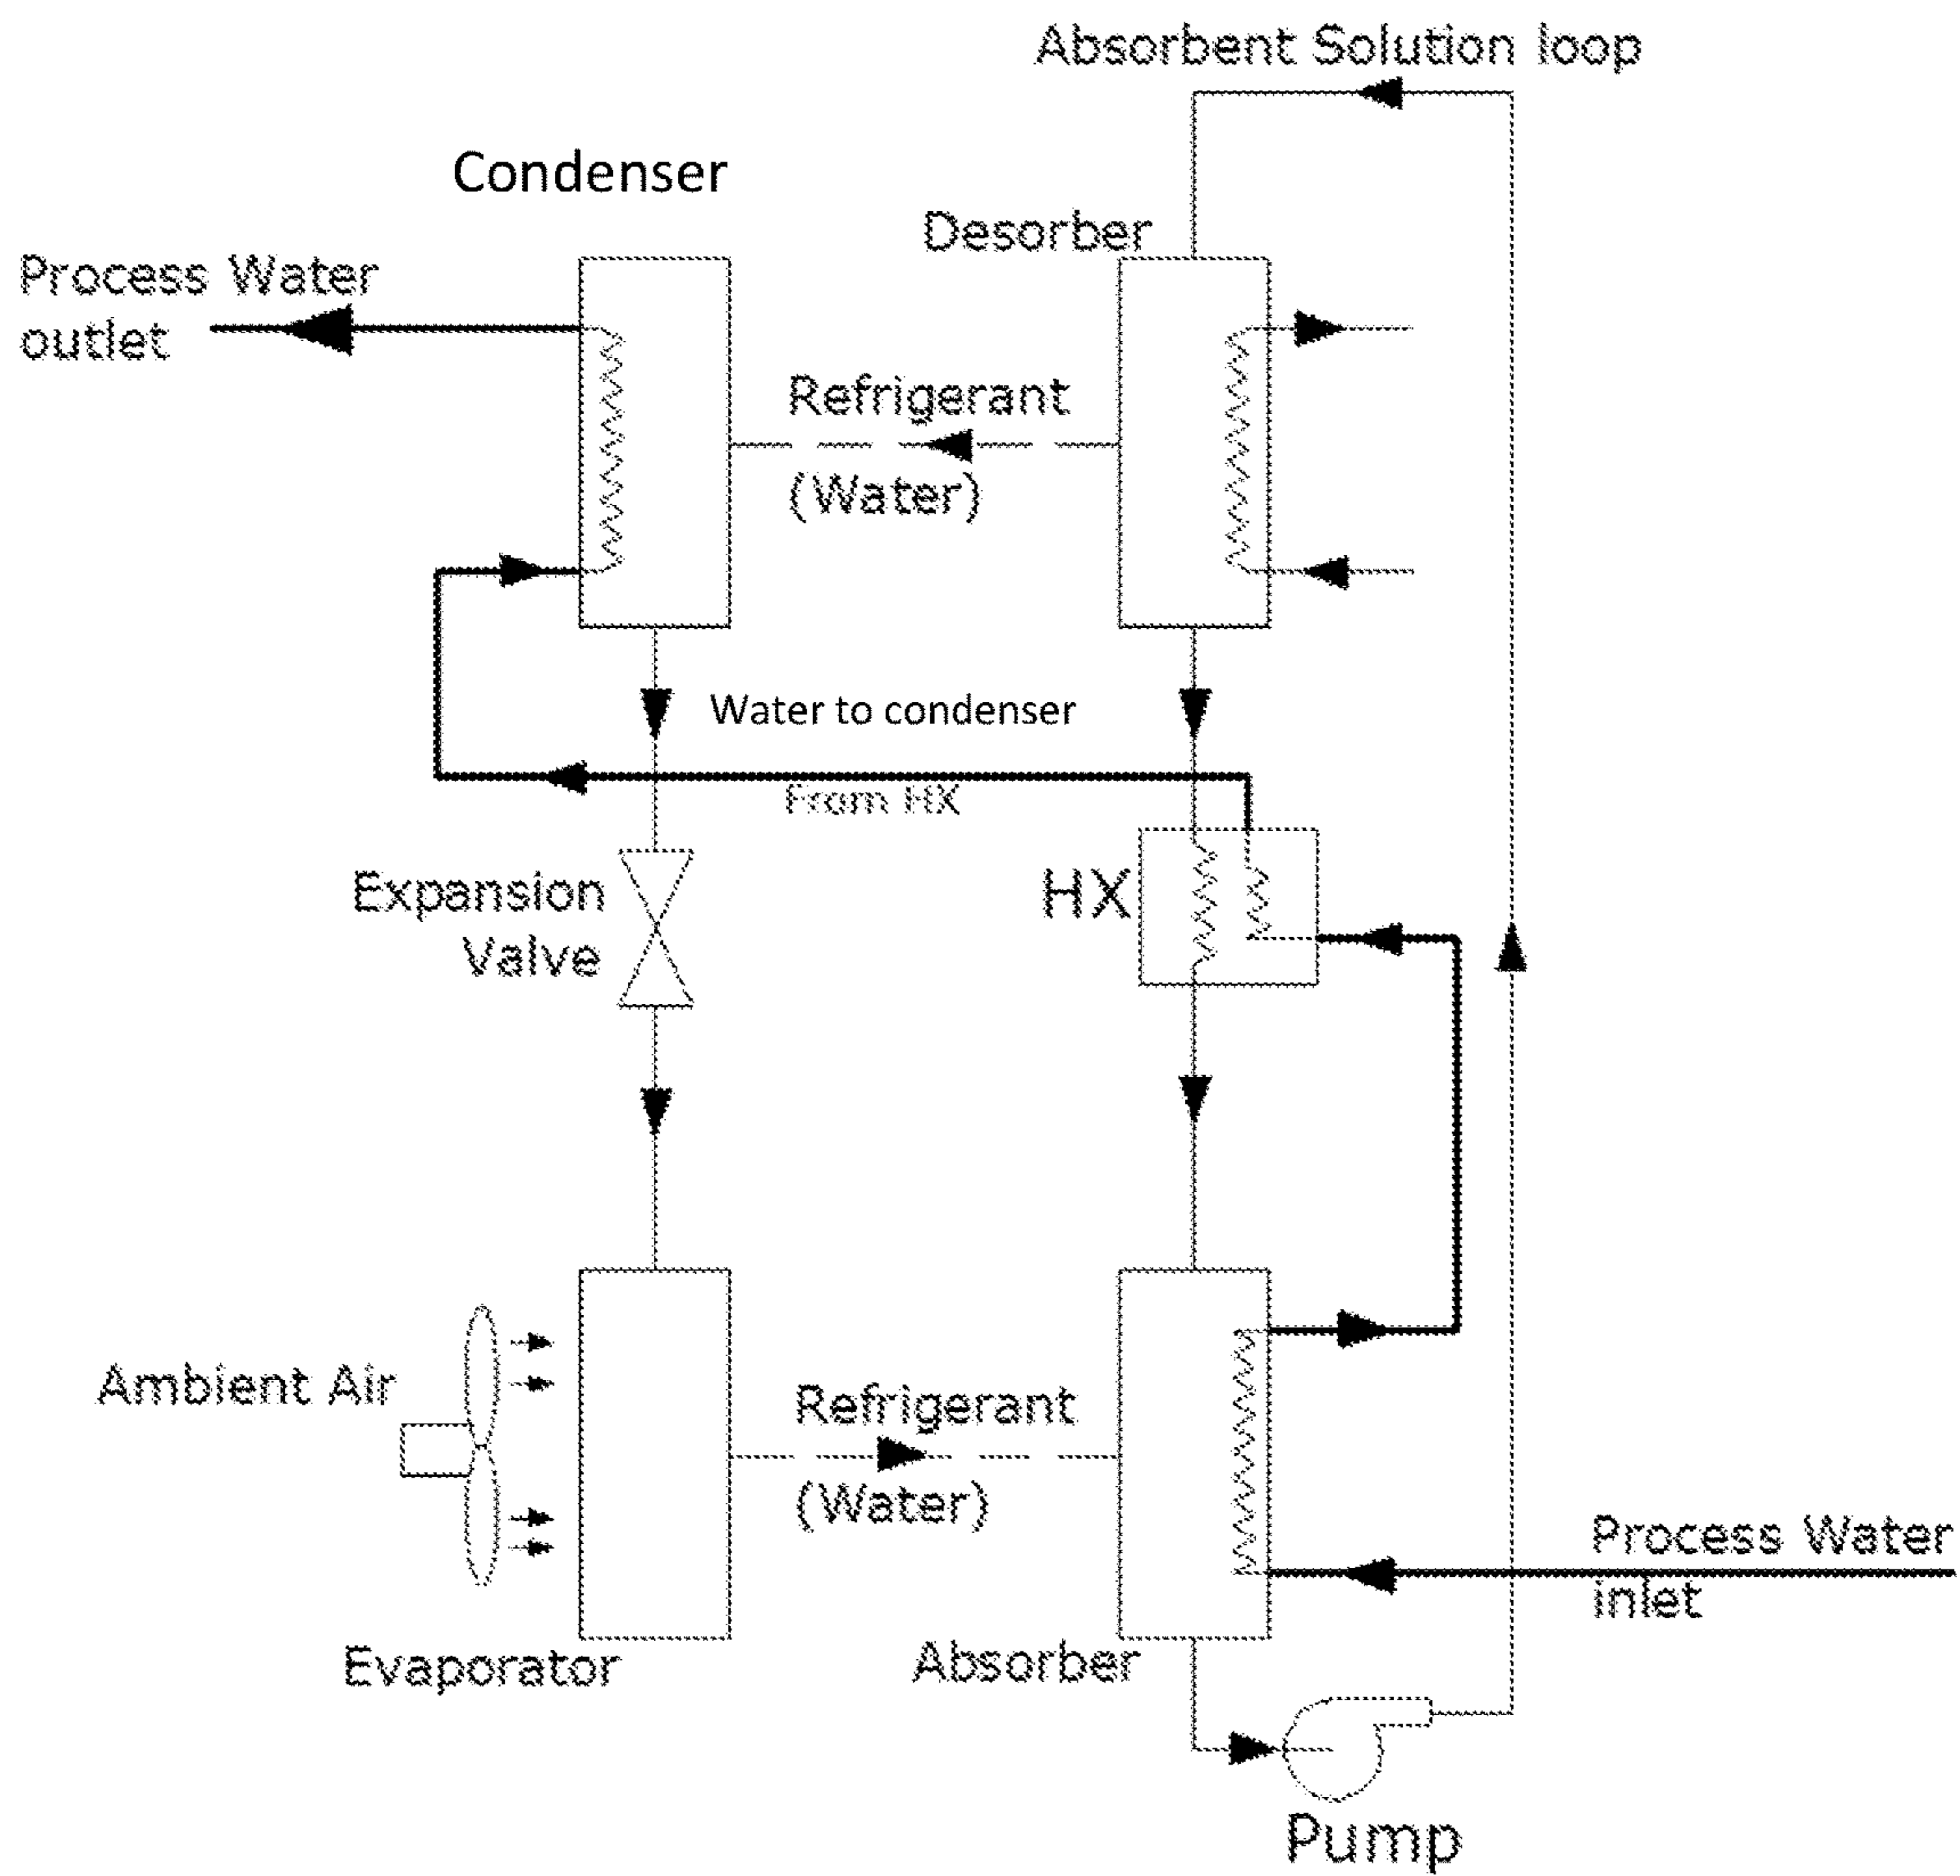 Absorbent Solution loop
Condenser
Desorber
Process Water
outlet
Refrigerant
(Water)
Water to condenser
From HX
Expansion
Valve
HX
Ambient Air
Refrigerant
(Water)
Process Water
inlet
Evaporator
Absorber
Pump